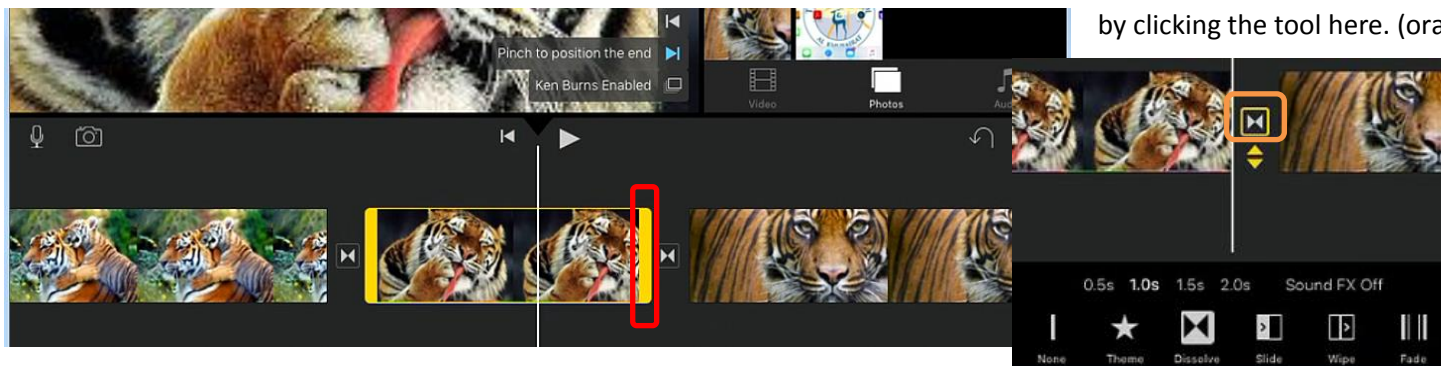 by clicking the tool here. (ora
Pinch to position the end
Ken Burns Enabled
Video
Photos
0.5s 1.0s 1.5s 2.0s Sound FX Off
None Theme Dissolve Slide Wipe Fade